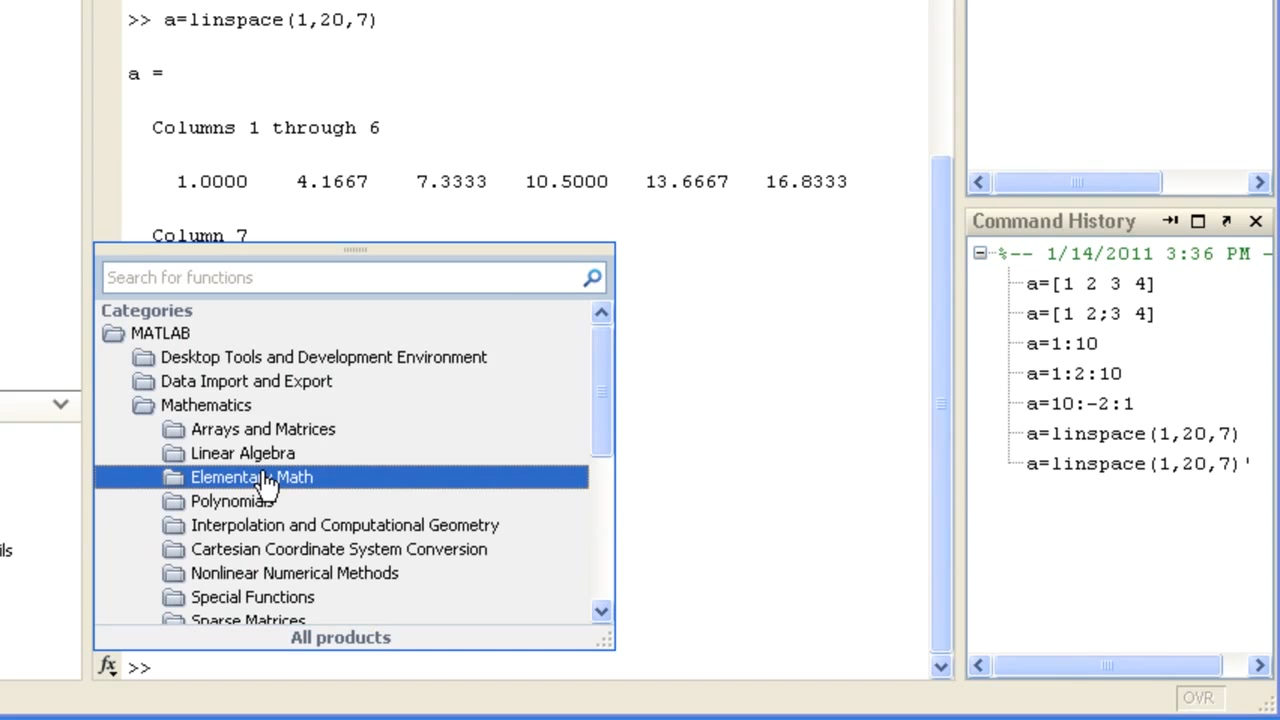 >> a=linspace(1,20,7)
a =
Columns 1 through 6
1.0000 4.1667 7.3333 10.5000 13.6667 16.8333
Column 7
Search for functions
Categories
MATLAB
Desktop Tools and Development Environment
Data Import and Export
Mathematics
Arrays and Matrices
Linear Algebra
Elementary Math
Polynomials
Interpolation and Computational Geometry
Cartesian Coordinate System Conversion
Nonlinear Numerical Methods
Special Functions
Sparse Matrices
All products
fx >>
ils
Command History
%-- 1/14/2011 3:36 PM -
a=[1 2 3 4]
a=[1 2;3 4]
a=1:10
a=1:2:10
a=10:-2:1
a=linspace(1,20,7)
a=linspace(1,20,7)'
OVR